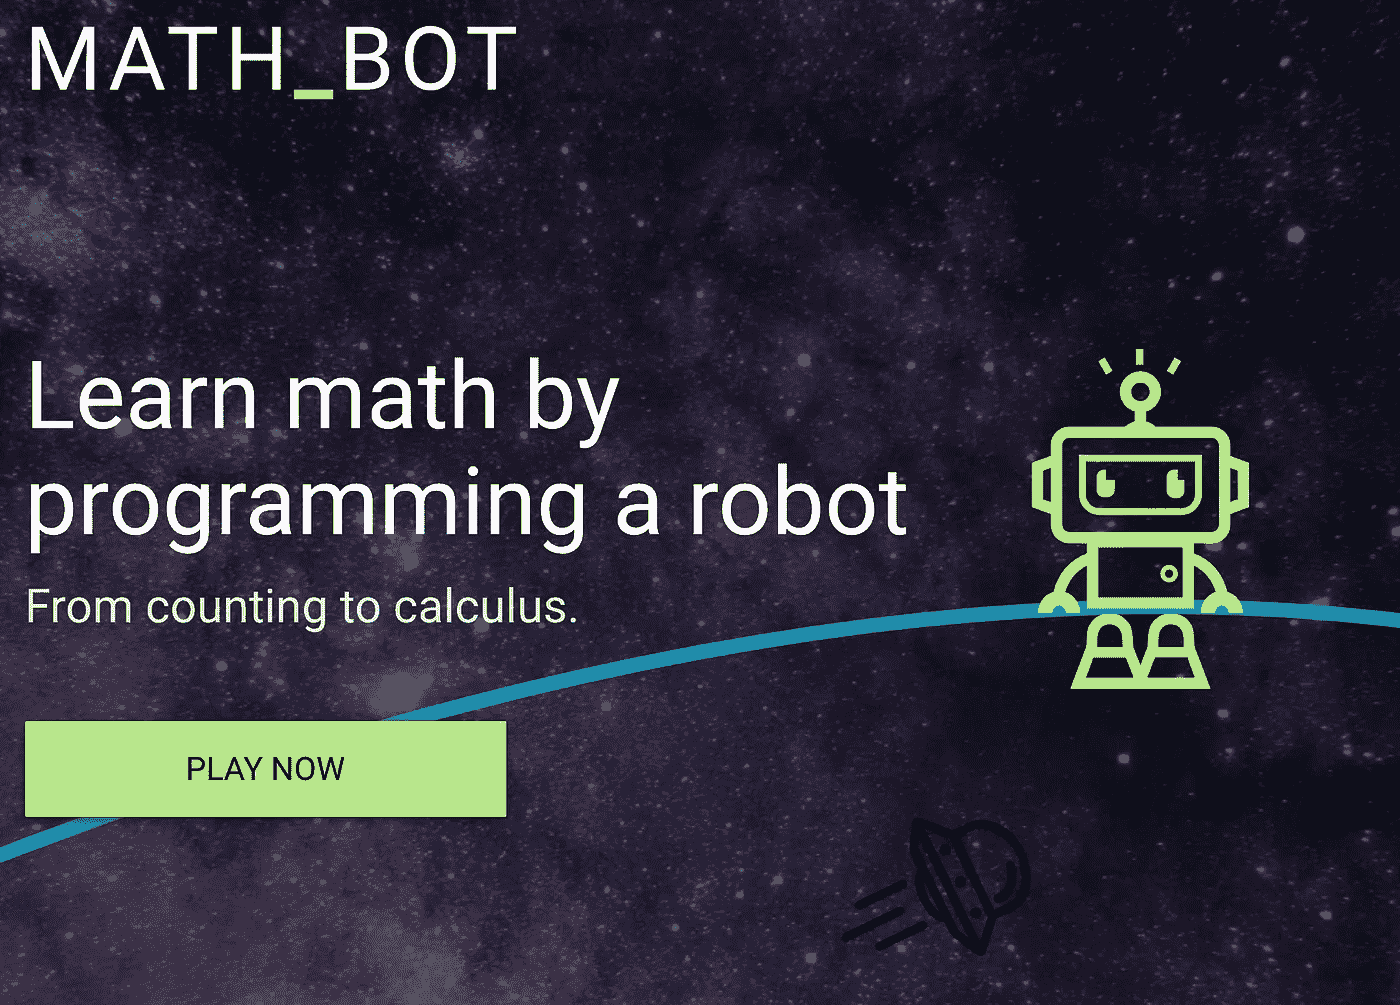 MATH_BOT
Learn math by
programming a robot
From counting to calculus.
PLAY NOW